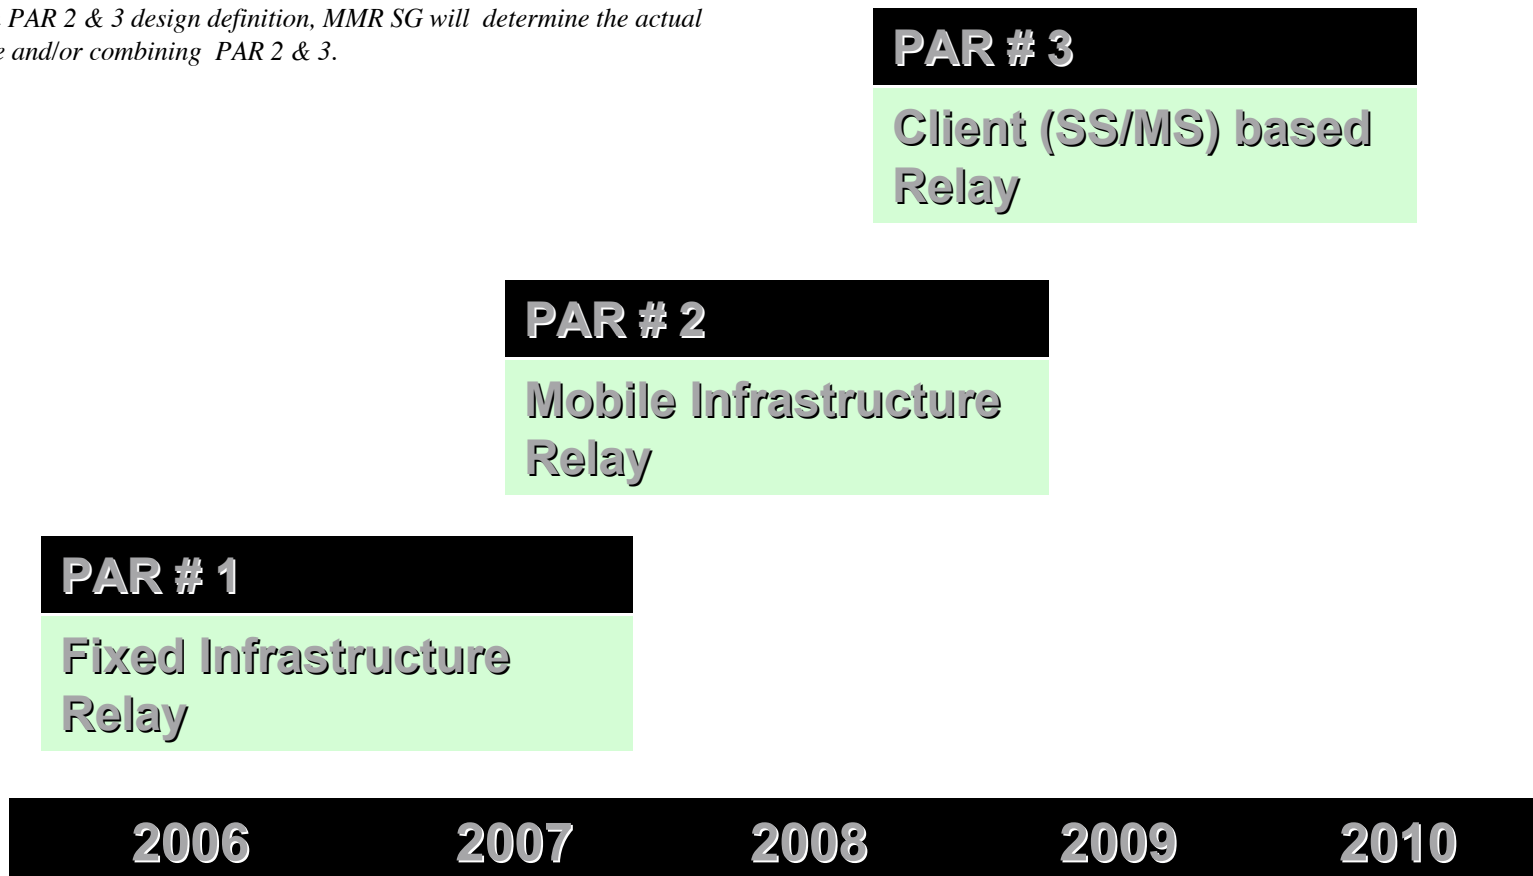 PAR 2 & 3 design definition, MMR SG will  determine the actual
and/or combining  PAR 2 & 3.
PAR # 3
Client (SS/MS) based
Relay
PAR # 2
Mobile Infrastructure
Relay
PAR # 1
Fixed Infrastructure
Relay
2006 2007 2008 2009 2010